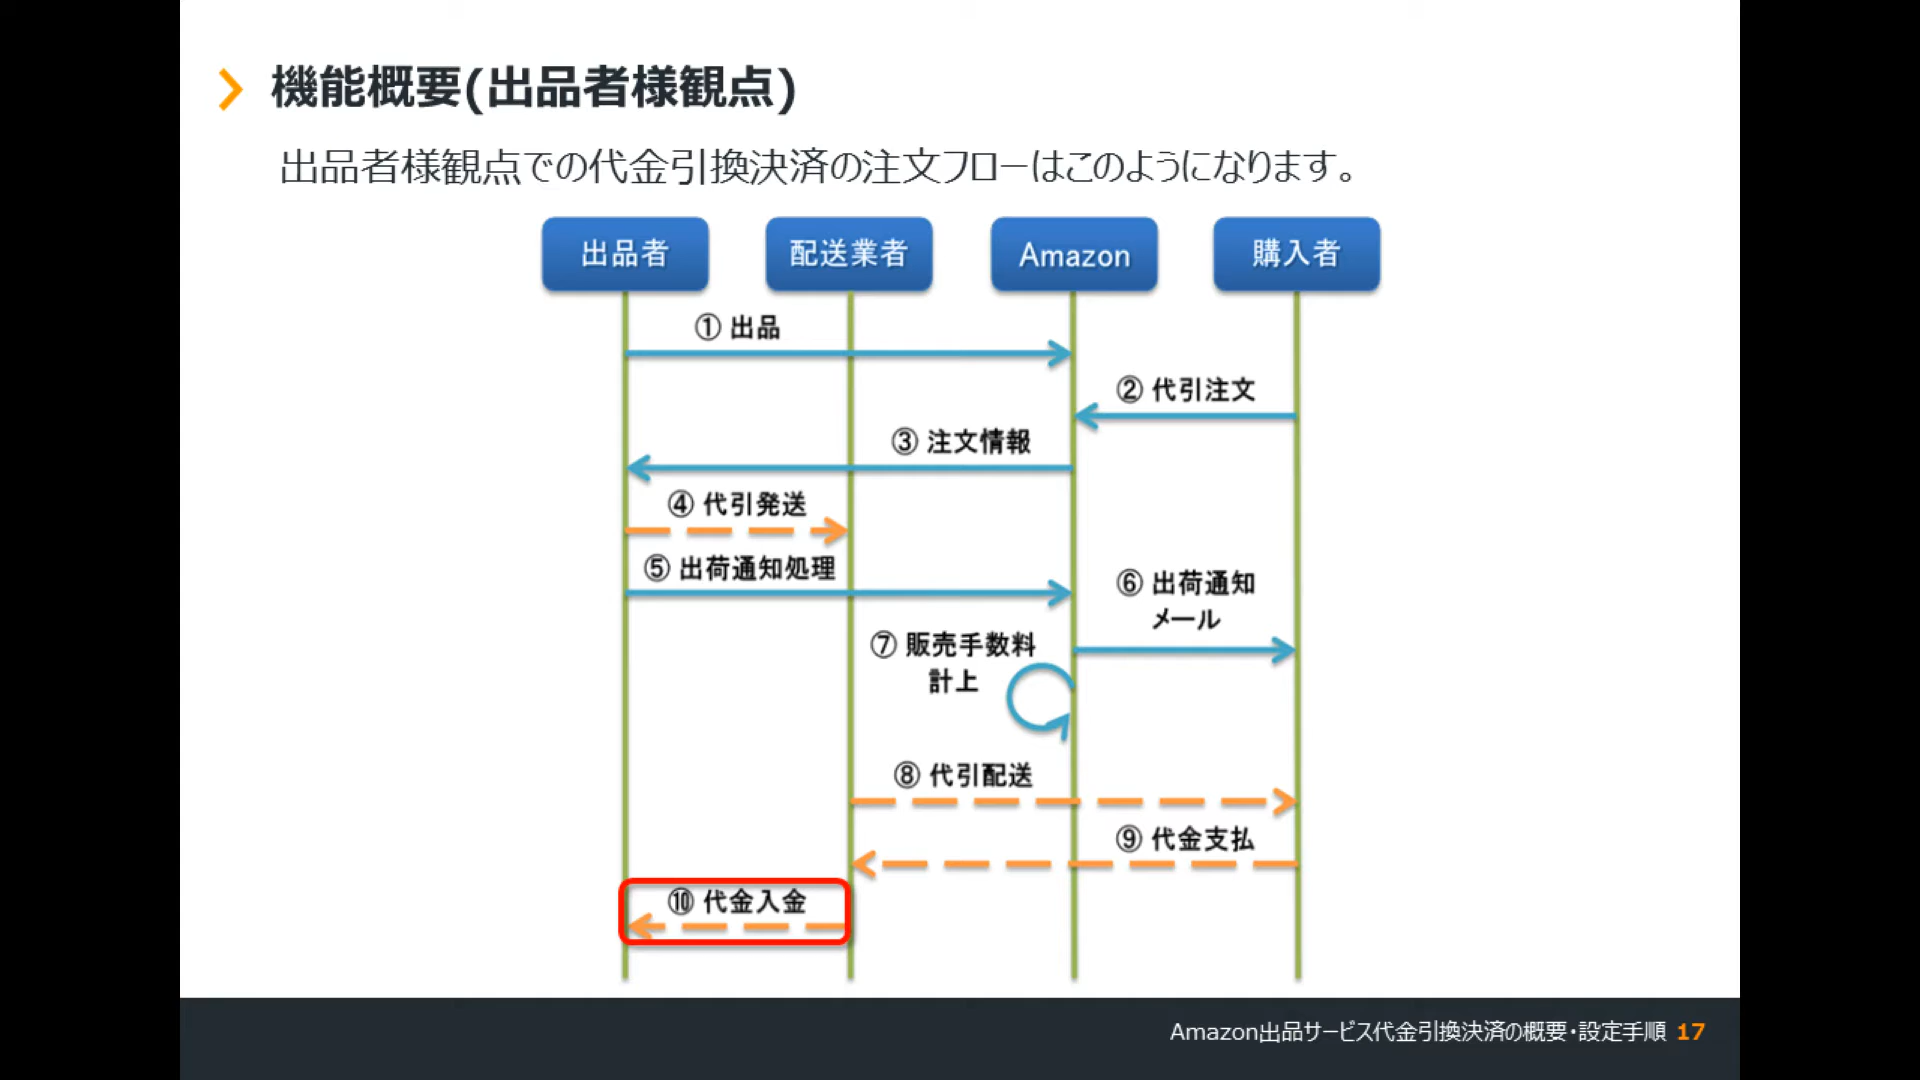 機能概要(出品者様観点)
出品者様観点での代金引換決済の注文フローはこのようになります。
出品者
配送業者
Amazon
購入者
① 出品
② 代引注文
③ 注文情報
④ 代引発送
⑤ 出荷通知処理
⑥ 出荷通知
メール
⑦ 販売手数料
計上
⑧ 代引配送
⑨ 代金支払
⑩ 代金入金
Amazon出品サービス代金引換決済の概要・設定手順 17